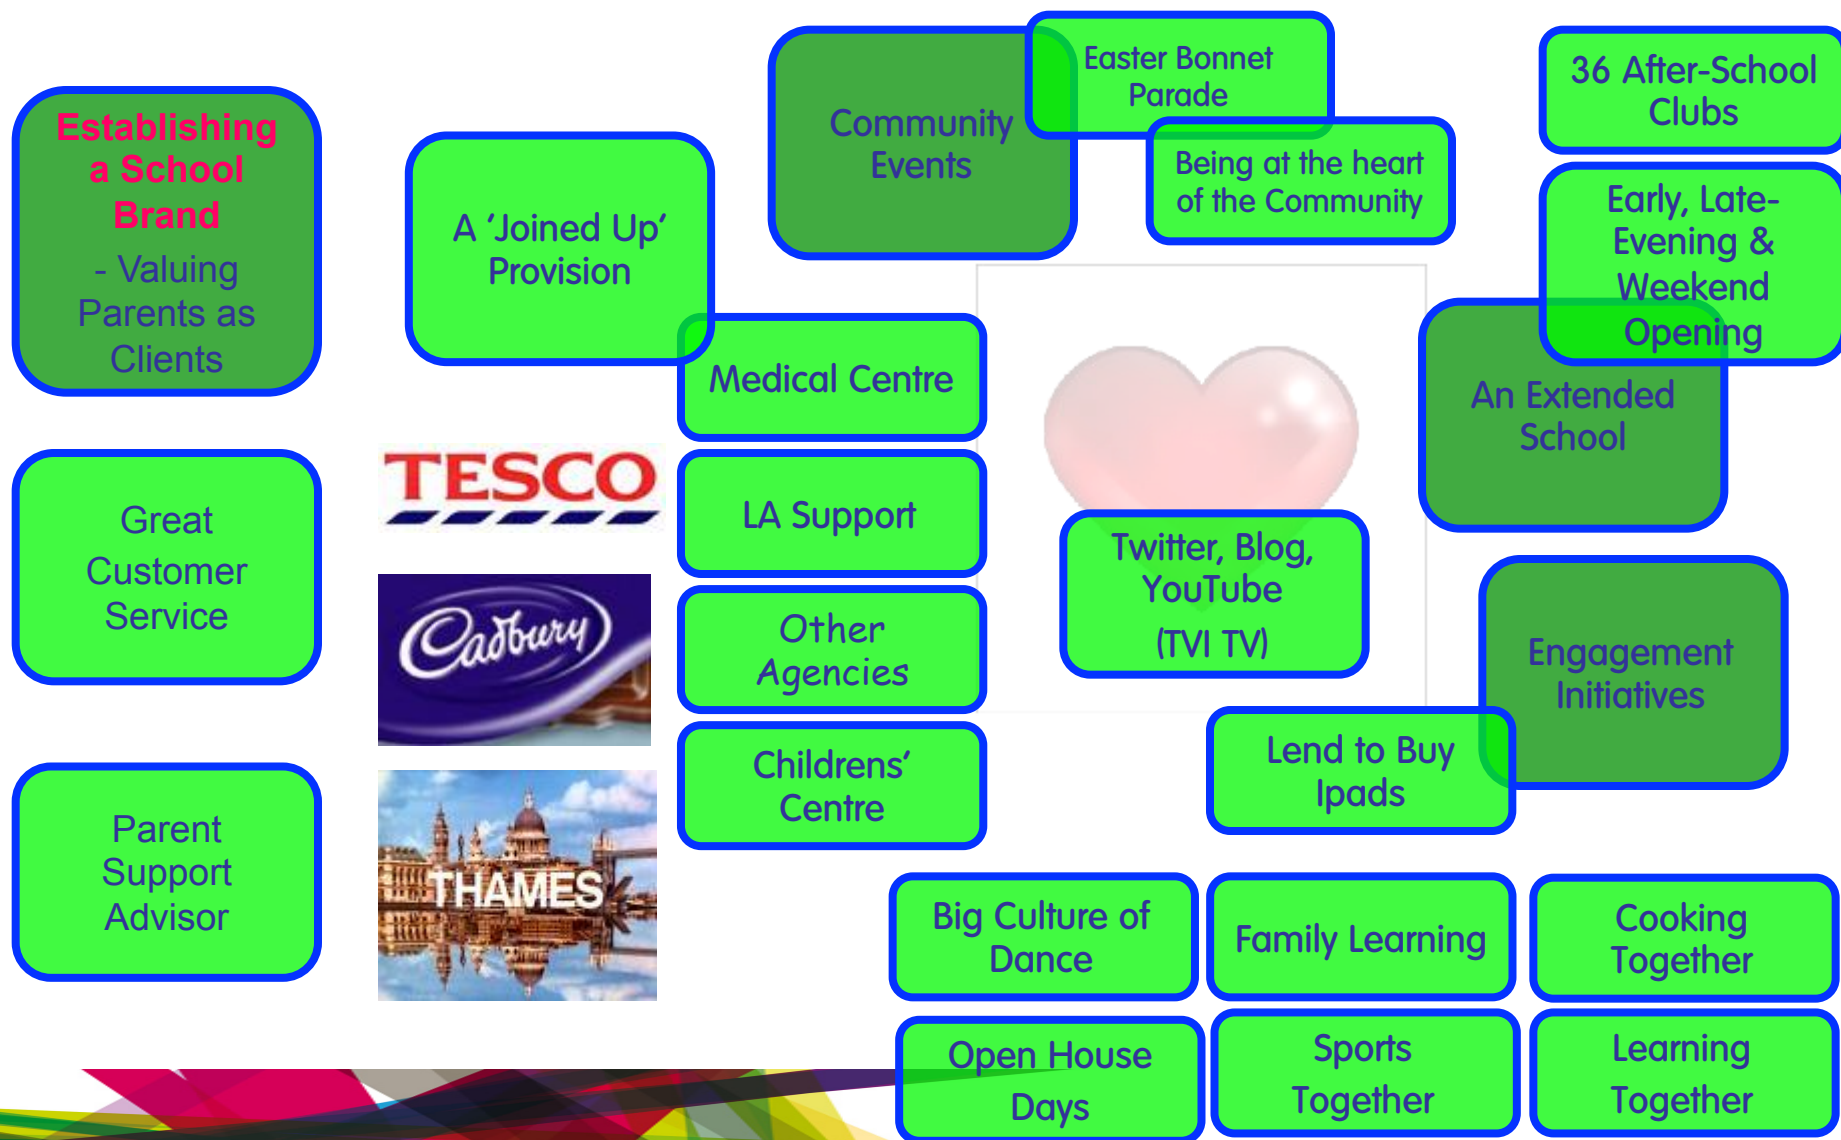 Establishing
a School
Brand
- Valuing
Parents as
Clients
Great
Customer
Service
Parent
Support
Advisor
A ‘Joined Up’
Provision
Medical Centre
LA Support
Other
Agencies
Childrens’
Centre
TESCO
Cadbury
THAMES
Community
Events
Easter Bonnet
Parade
Being at the heart
of the Community
Twitter, Blog,
YouTube
(TVI TV)
36 After-School
Clubs
Early, Late-
Evening &
Weekend
Opening
An Extended
School
Engagement
Initiatives
Lend to Buy
Ipads
Big Culture of
Dance
Family Learning
Cooking
Together
Open House
Days
Sports
Together
Learning
Together